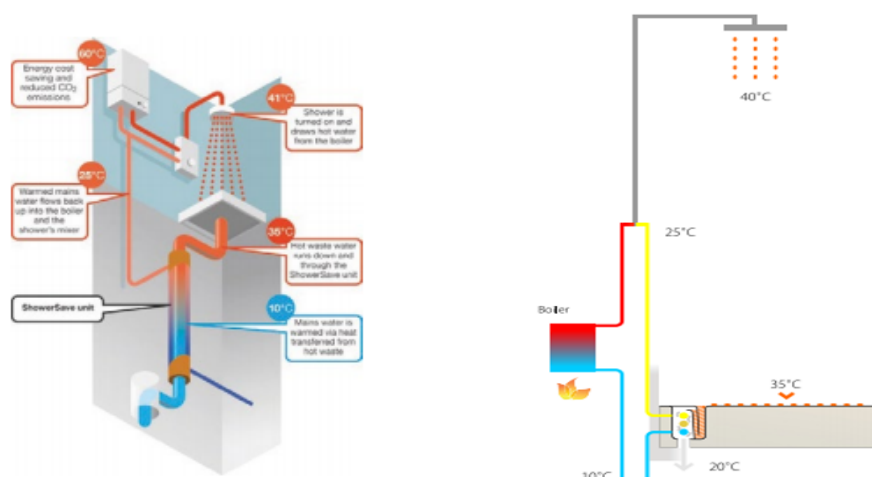 60°C
Energy cost
saving and
reduced CO₂
emissions
41°C
Shower is
turned on and
draws hot water
from the boiler
25°C
Warmed mains
water flows back
up into the boiler
and the
shower's mixer
35°C
Hot waste water
runs down and
through the
ShowerSave unit
ShowerSave unit
10°C
Mains water is
warmed via heat
transferred from
hot waste
40°C
25°C
Boiler
35°C
10°C
20°C